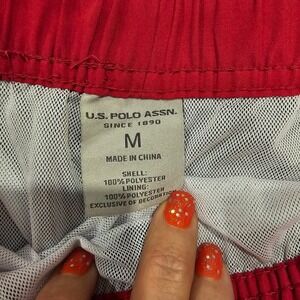 U.S. POLO ASSN.
SINCE 1890
M
MADE IN CHINA
SHELL:
100% POLYESTER
LINING:
100% POLYESTER
EXCLUSIVE OF DECORATION